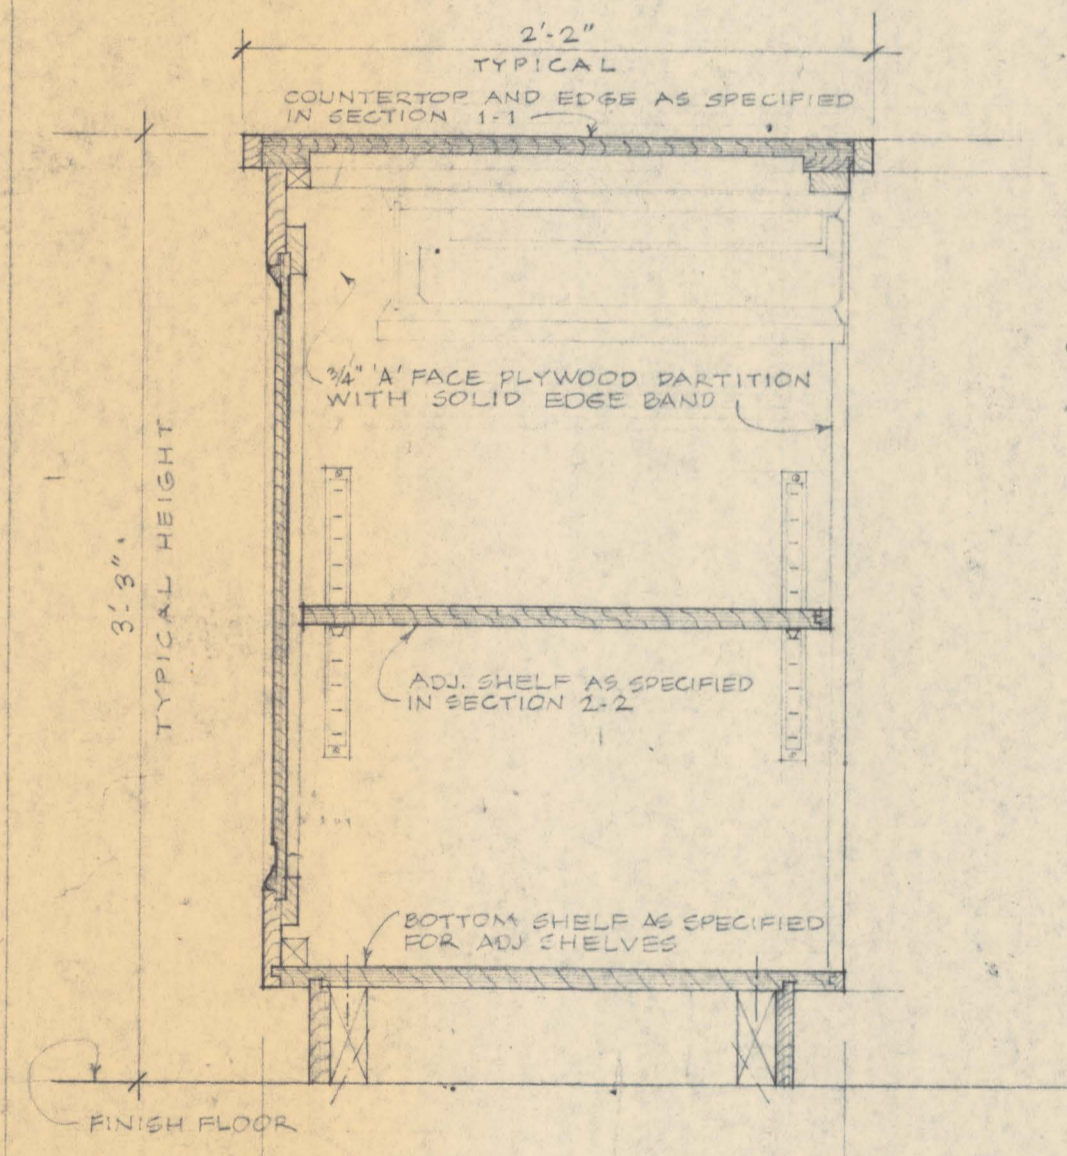 2'-2"
TYPICAL
COUNTERTOP AND EDGE AS SPECIFIED
IN SECTION 1-1
3/4" 'A' FACE PLYWOOD PARTITION
WITH SOLID EDGE BAND
3'-3"
TYPICAL HEIGHT
ADJ. SHELF AS SPECIFIED
IN SECTION 2-2
BOTTOM SHELF AS SPECIFIED
FOR ADJ SHELVES
FINISH FLOOR